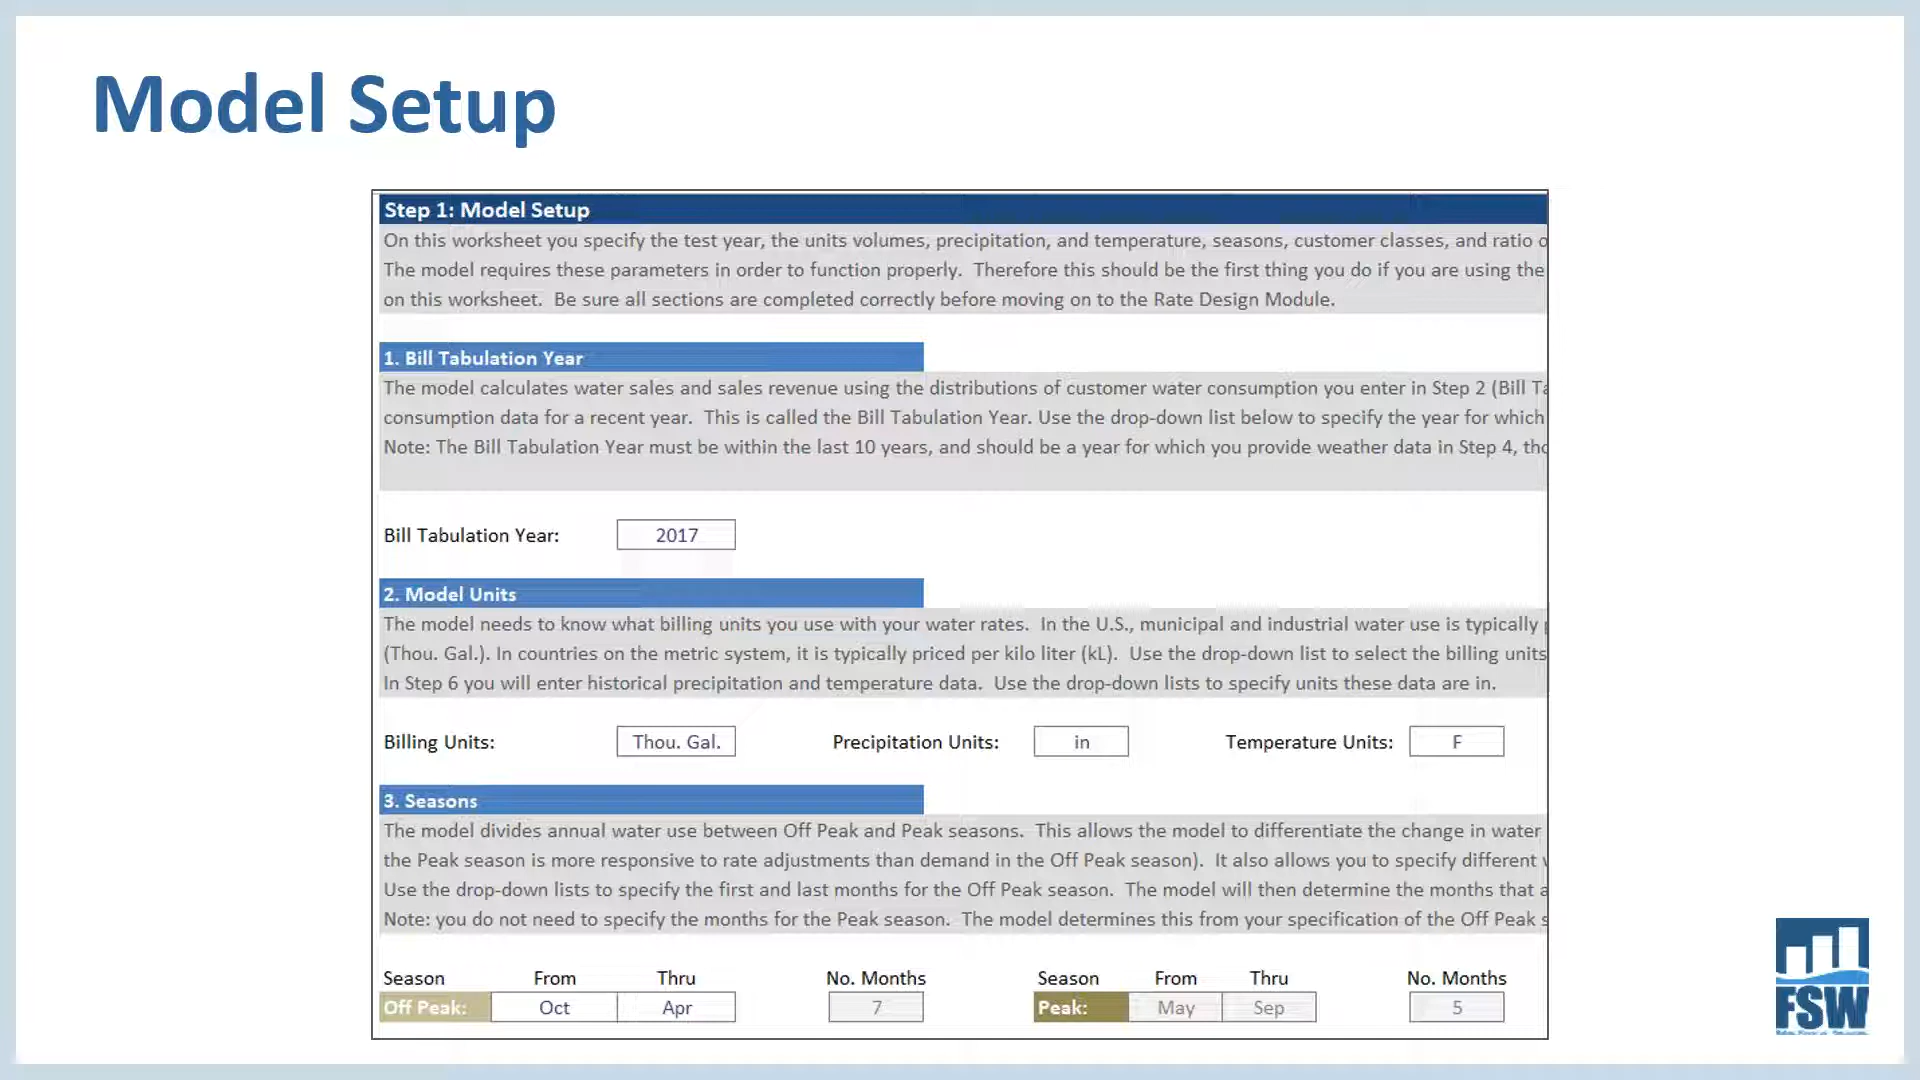 Model Setup
Step 1: Model Setup
On this worksheet you specify the test year, the units volumes, precipitation, and temperature, seasons, customer classes, and ratio
The model requires these parameters in order to function properly.  Therefore this should be the first thing you do if you are using the
on this worksheet.  Be sure all sections are completed correctly before moving on to the Rate Design Module.
1. Bill Tabulation Year
The model calculates water sales and sales revenue using the distributions of customer water consumption you enter in Step 2 (Bill
consumption data for a recent year.  This is called the Bill Tabulation Year. Use the drop-down list below to specify the year for which
Note: The Bill Tabulation Year must be within the last 10 years, and should be a year for which you provide weather data in Step 4,
Bill Tabulation Year: 2017
2. Model Units
The model needs to know what billing units you use with your water rates.  In the U.S., municipal and industrial water use is typically
(Thou. Gal.). In countries on the metric system, it is typically priced per kilo liter (kL).  Use the drop-down list to select the billing units
In Step 6 you will enter historical precipitation and temperature data.  Use the drop-down lists to specify units these data are in.
Billing Units: Thou. Gal. Precipitation Units: in Temperature Units: F
3. Seasons
The model divides annual water use between Off Peak and Peak seasons.  This allows the model to differentiate the change in water
the Peak season is more responsive to rate adjustments than demand in the Off Peak season).  It also allows you to specify different
Use the drop-down lists to specify the first and last months for the Off Peak season.  The model will then determine the months that
Note: you do not need to specify the months for the Peak season.  The model determines this from your specification of the Off Peak
Season From Thru No. Months Season From Thru No. Months
Off Peak: Oct Apr 7 Peak: May Sep 5
FSW